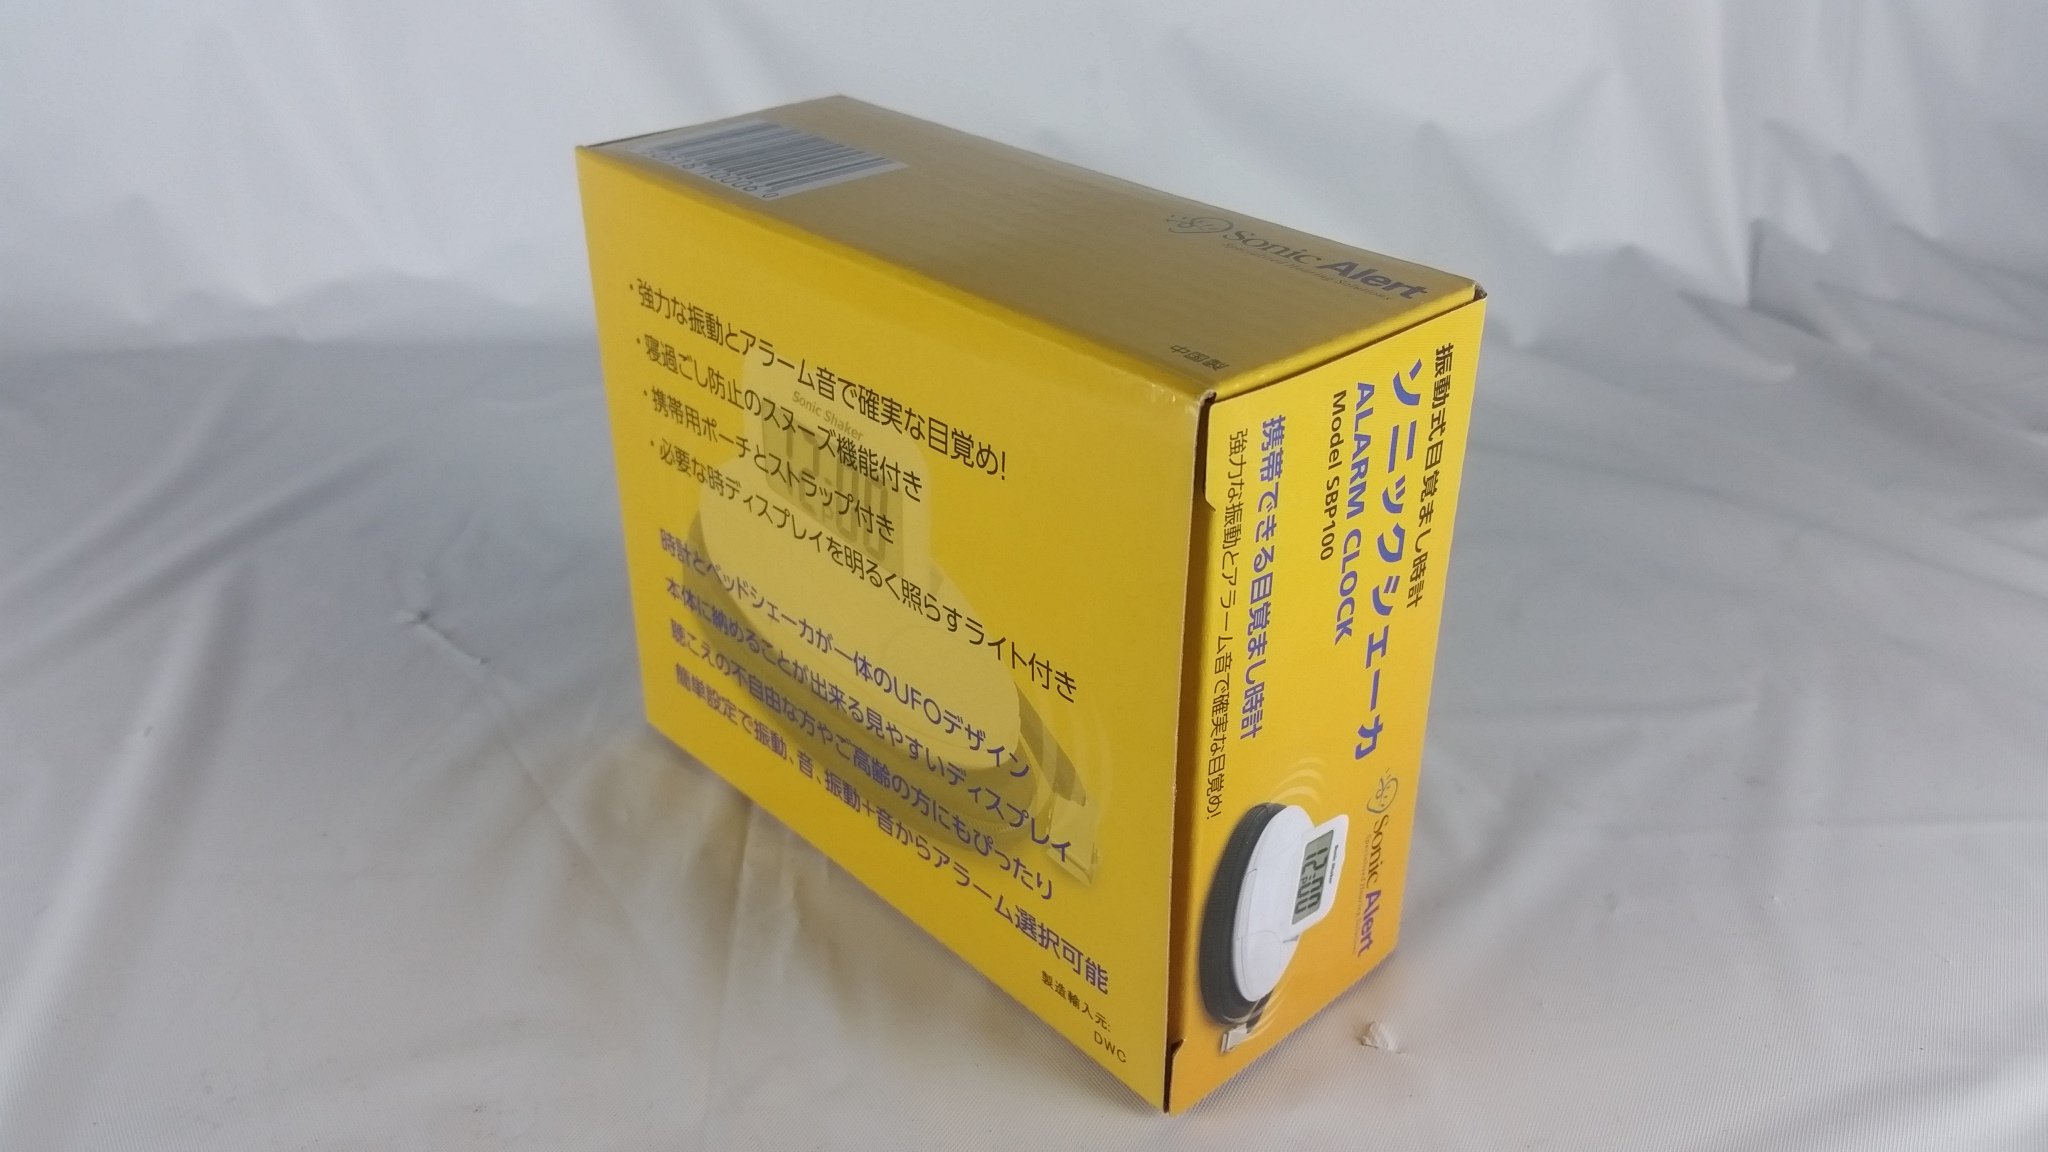 Sonic Alert
Specialized Hearing Solutions
中国製
・強力な振動とアラーム音で確実な目覚め!
・寝過ごし防止のスヌーズ機能付き
・携帯用ポーチとストラップ付き
・必要な時ディスプレイを明るく照らすライト付き
Sonic Shaker
12:00
時計とベッドシェーカが一体のUFOデザイン
本体に納めることが出来る見やすいディスプレイ
聴こえの不自由な方やご高齢の方にもぴったり
簡単設定で振動、音、振動+音からアラーム選択可能
製造輸入元:
DWC
振動式目覚まし時計
ソニックシェーカ
ALARM CLOCK
Model SBP100
携帯できる目覚まし時計
強力な振動とアラーム音で確実な目覚め!
Sonic Alert
Specialized Hearing Solutions
Sonic Shaker
12:00